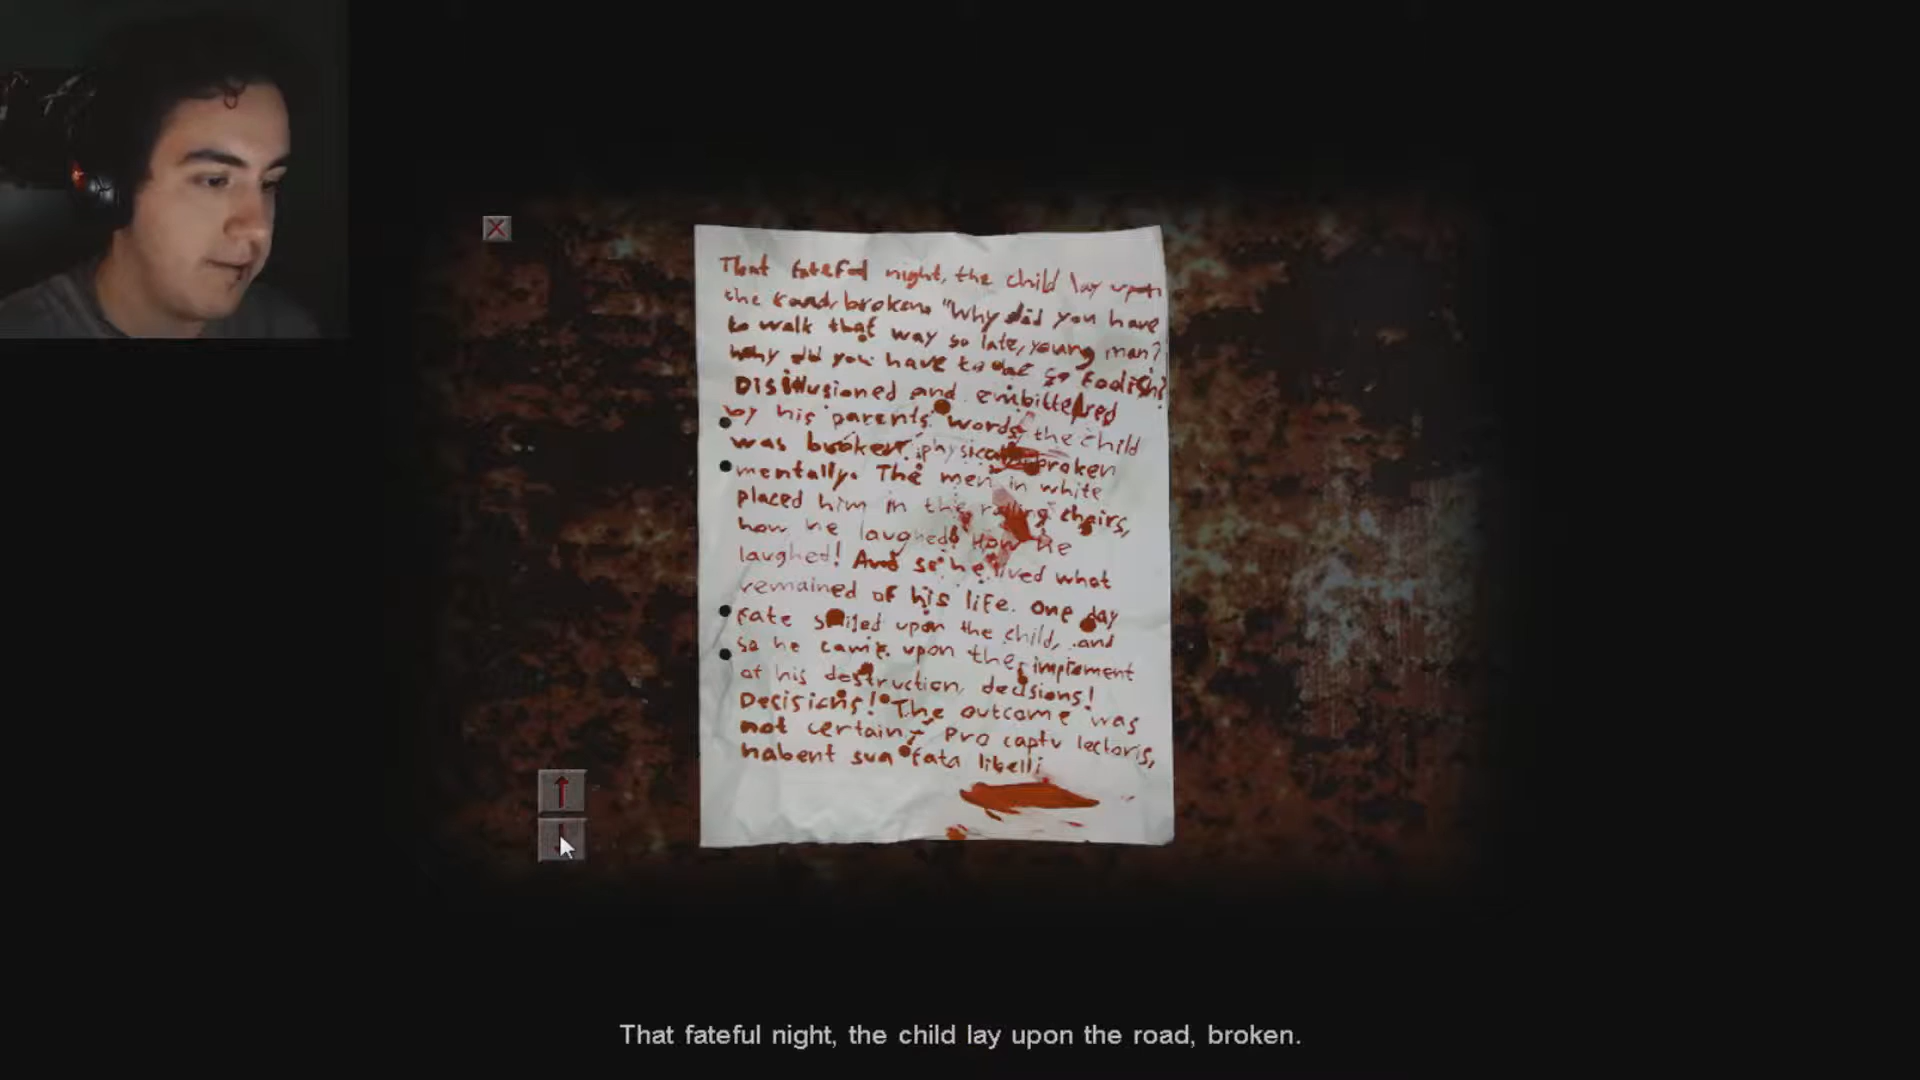 That fateful night, the child lay upon
the road, broken. "Why did you have
to walk that way so late, young man?
Why did you have to be so foolish?
Disillusioned and embittered
by his parents' words, the child
was broken, physically broken
mentally. The men in white
placed him in the rolling chairs,
how he laughed! How he
laughed! And so he lived what
remained of his life. One day
fate smiled upon the child, and
so he came upon the implement
of his destruction, decisions!
Decisions! The outcome was
not certain, pro captu lectoris,
habent sua fata libelli
That fateful night, the child lay upon the road, broken.